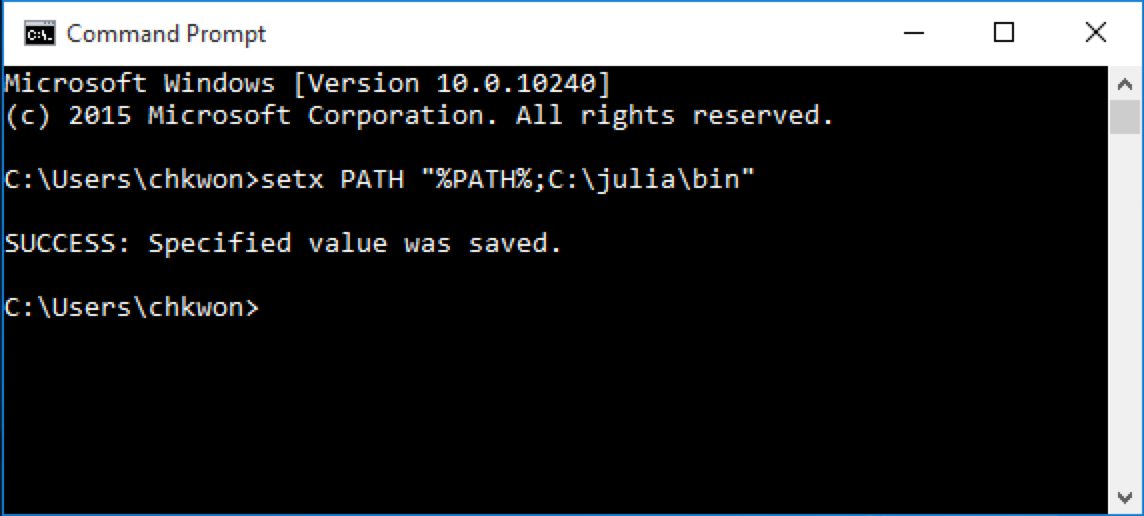 Command Prompt
Microsoft Windows [Version 10.0.10240]
(c) 2015 Microsoft Corporation. All rights reserved.
C:\Users\chkwon>setx PATH "%PATH%;C:\julia\bin"
SUCCESS: Specified value was saved.
C:\Users\chkwon>